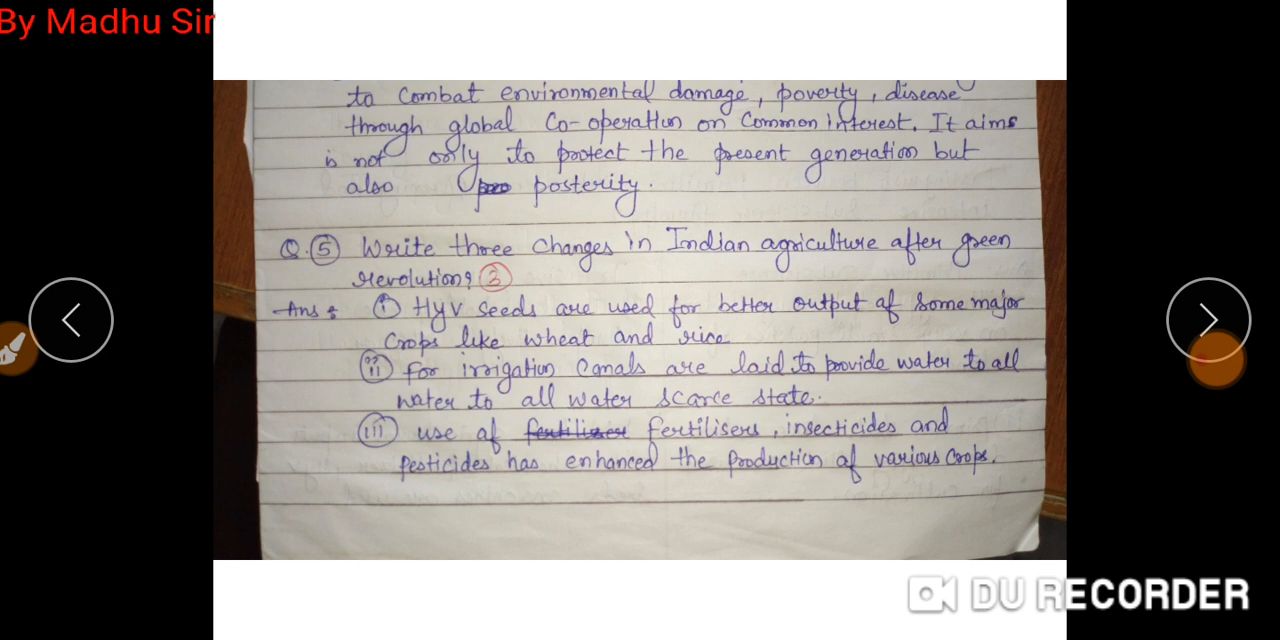 By Madhu Sir
to combat environmental damage, poverty, disease
through global Co-operation on Common interest. It aims
is not only to protect the present generation but
also posterity.
Q.5 Write three changes in Indian agriculture after green
revolution? 3
Ans: i HYV seeds are used for better output of some major
crops like wheat and rice
ii for irrigation Canals are laid to provide water to all
water to all water scarce state.
iii use of fertiliser fertilisers, insecticides and
pesticides has enhanced the production of various crops.
DU RECORDER